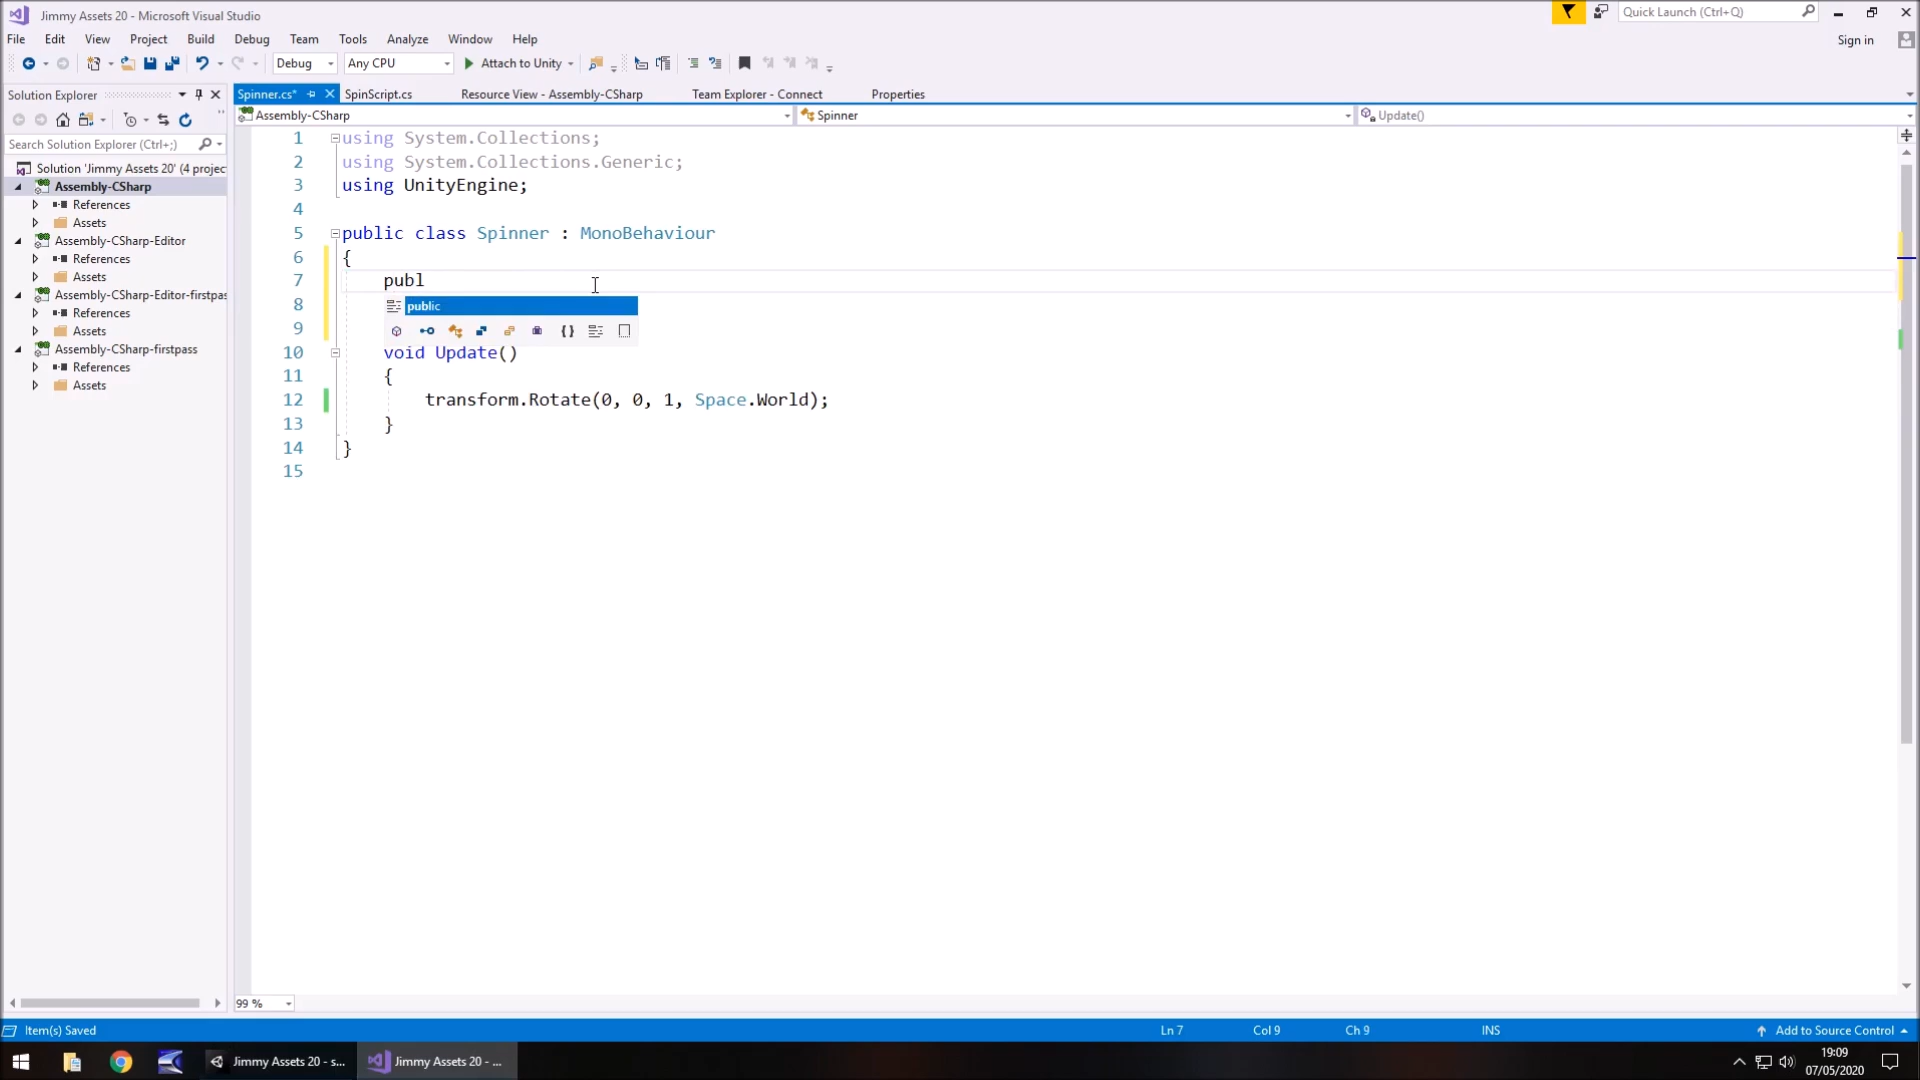 Jimmy Assets 20 - Microsoft Visual Studio
Quick Launch (Ctrl+Q)
File Edit View Project Build Debug Team Tools Analyze Window Help
Sign in
Debug Any CPU Attach to Unity
Solution Explorer
Spinner.cs* SpinScript.cs Resource View - Assembly-CSharp Team Explorer - Connect Properties
Assembly-CSharp Spinner Update()
Search Solution Explorer (Ctrl+;)
Solution 'Jimmy Assets 20' (4 projec
Assembly-CSharp
References
Assets
Assembly-CSharp-Editor
References
Assets
Assembly-CSharp-Editor-firstpas
References
Assets
Assembly-CSharp-firstpass
References
Assets
1 using System.Collections;
2 using System.Collections.Generic;
3 using UnityEngine;
4
5 public class Spinner : MonoBehaviour
6 {
7 publ
8 public
9
10 void Update()
11 {
12 transform.Rotate(0, 0, 1, Space.World);
13 }
14 }
15
99 %
Item(s) Saved Ln 7 Col 9 Ch 9 INS Add to Source Control
Jimmy Assets 20 - s... Jimmy Assets 20 - ...
19:09
07/05/2020